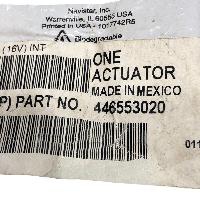 Navistar, Inc.
Warrenville, IL 60555 USA
Printed in USA - 1017742R5
Biodegradable
(16V) INT
ONE
ACTUATOR
MADE IN MEXICO
P) PART NO. 446553020
011